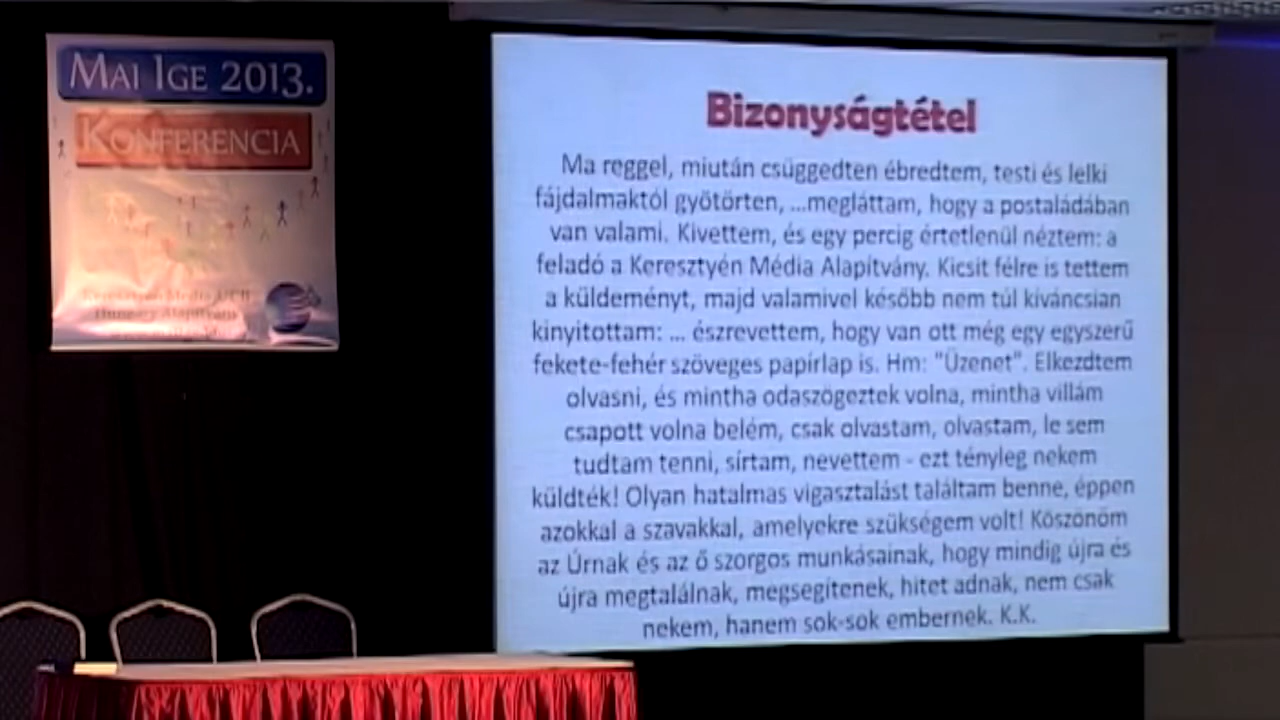 MAI IGE 2013.
KONFERENCIA
Bizonyságtétel
Ma reggel, miután csüggedten ébredtem, testi és lelki
fájdalmaktól gyötörten, ...megláttam, hogy a postaládában
van valami. Kivettem, és egy percig értetlenül néztem: a
feladó a Keresztyén Média Alapítvány. Kicsit félre is tettem
a küldeményt, majd valamivel később nem túl kíváncsian
kinyitottam: ... észrevettem, hogy van ott még egy egyszerű
fekete-fehér szöveges papírlap is. Hm: "Üzenet". Elkezdtem
olvasni, és mintha odaszögeztek volna, mintha villám
csapott volna belém, csak olvastam, olvastam, le sem
tudtam tenni, sírtam, nevettem - ezt tényleg nekem
küldték! Olyan hatalmas vigasztalást találtam benne, éppen
azokkal a szavakkal, amelyekre szükségem volt! Köszönöm
az Úrnak és az ő szorgos munkásainak, hogy mindig újra és
újra megtalálnak, megsegítenek, hitet adnak, nem csak
nekem, hanem sok-sok embernek. K.K.